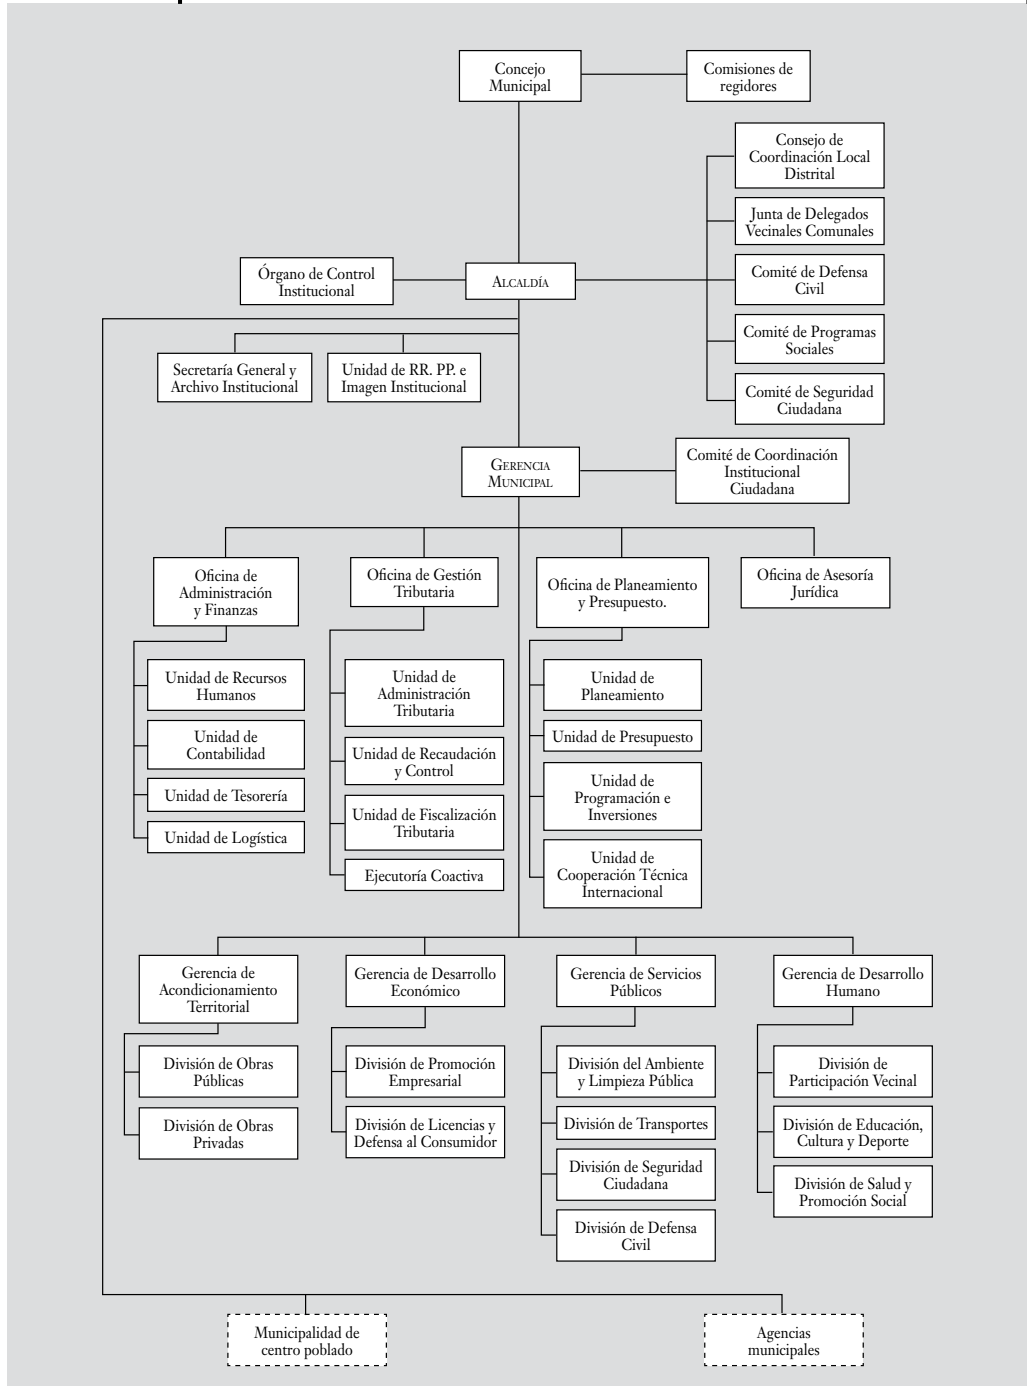 Concejo
Municipal
Comisiones de
regidores
Consejo de
Coordinación Local
Distrital
Junta de Delegados
Vecinales Comunales
Órgano de Control
Institucional
ALCALDÍA
Comité de Defensa
Civil
Comité de Programas
Sociales
Secretaría General y
Archivo Institucional
Unidad de RR. PP. e
Imagen Institucional
Comité de Seguridad
Ciudadana
GERENCIA
MUNICIPAL
Comité de Coordinación
Institucional
Ciudadana
Oficina de
Administración
y Finanzas
Oficina de Gestión
Tributaria
Oficina de Planeamiento
y Presupuesto.
Oficina de Asesoría
Jurídica
Unidad de Recursos
Humanos
Unidad de
Contabilidad
Unidad de Tesorería
Unidad de Logística
Unidad de
Administración
Tributaria
Unidad de Recaudación
y Control
Unidad de Fiscalización
Tributaria
Ejecutoría Coactiva
Unidad de
Planeamiento
Unidad de Presupuesto
Unidad de
Programación e
Inversiones
Unidad de
Cooperación Técnica
Internacional
Gerencia de
Acondicionamiento
Territorial
Gerencia de Desarrollo
Económico
Gerencia de Servicios
Públicos
Gerencia de Desarrollo
Humano
División de Obras
Públicas
División de Obras
Privadas
División de Promoción
Empresarial
División de Licencias y
Defensa al Consumidor
División del Ambiente
y Limpieza Pública
División de Transportes
División de Seguridad
Ciudadana
División de Defensa
Civil
División de
Participación Vecinal
División de Educación,
Cultura y Deporte
División de Salud y
Promoción Social
Municipalidad de
centro poblado
Agencias
municipales